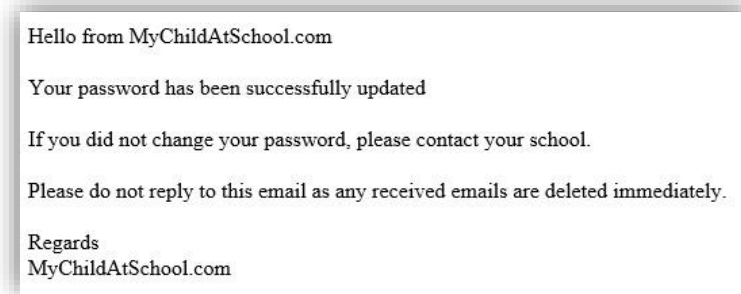 Hello from MyChildAtSchool.com
Your password has been successfully updated
If you did not change your password, please contact your school.
Please do not reply to this email as any received emails are deleted immediately.
Regards
MyChildAtSchool.com